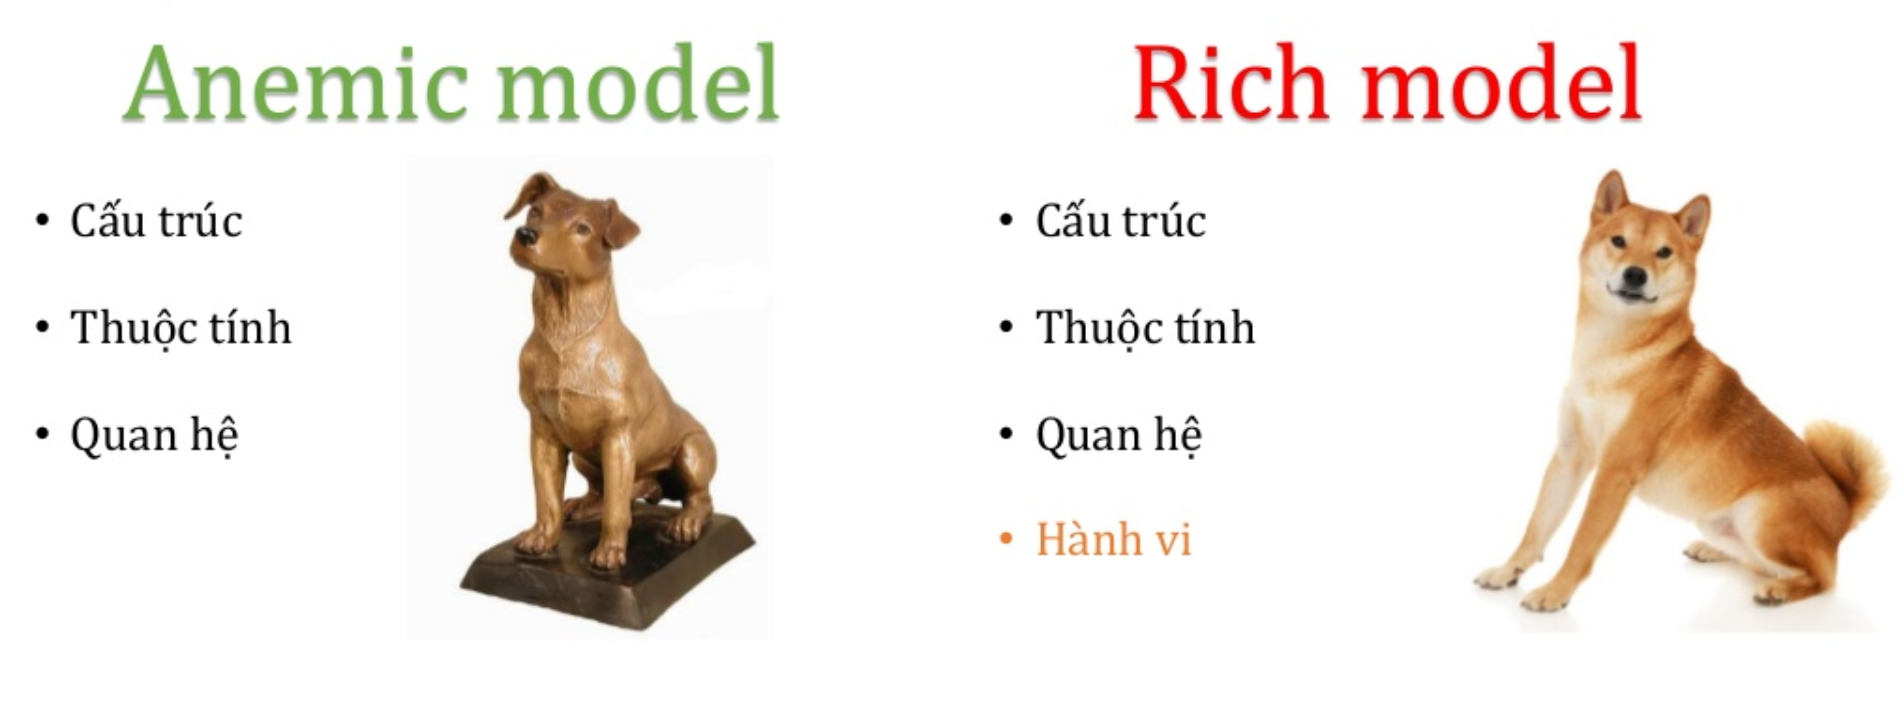 Anemic model
• Cấu trúc
• Thuộc tính
• Quan hệ
Rich model
• Cấu trúc
• Thuộc tính
• Quan hệ
• Hành vi